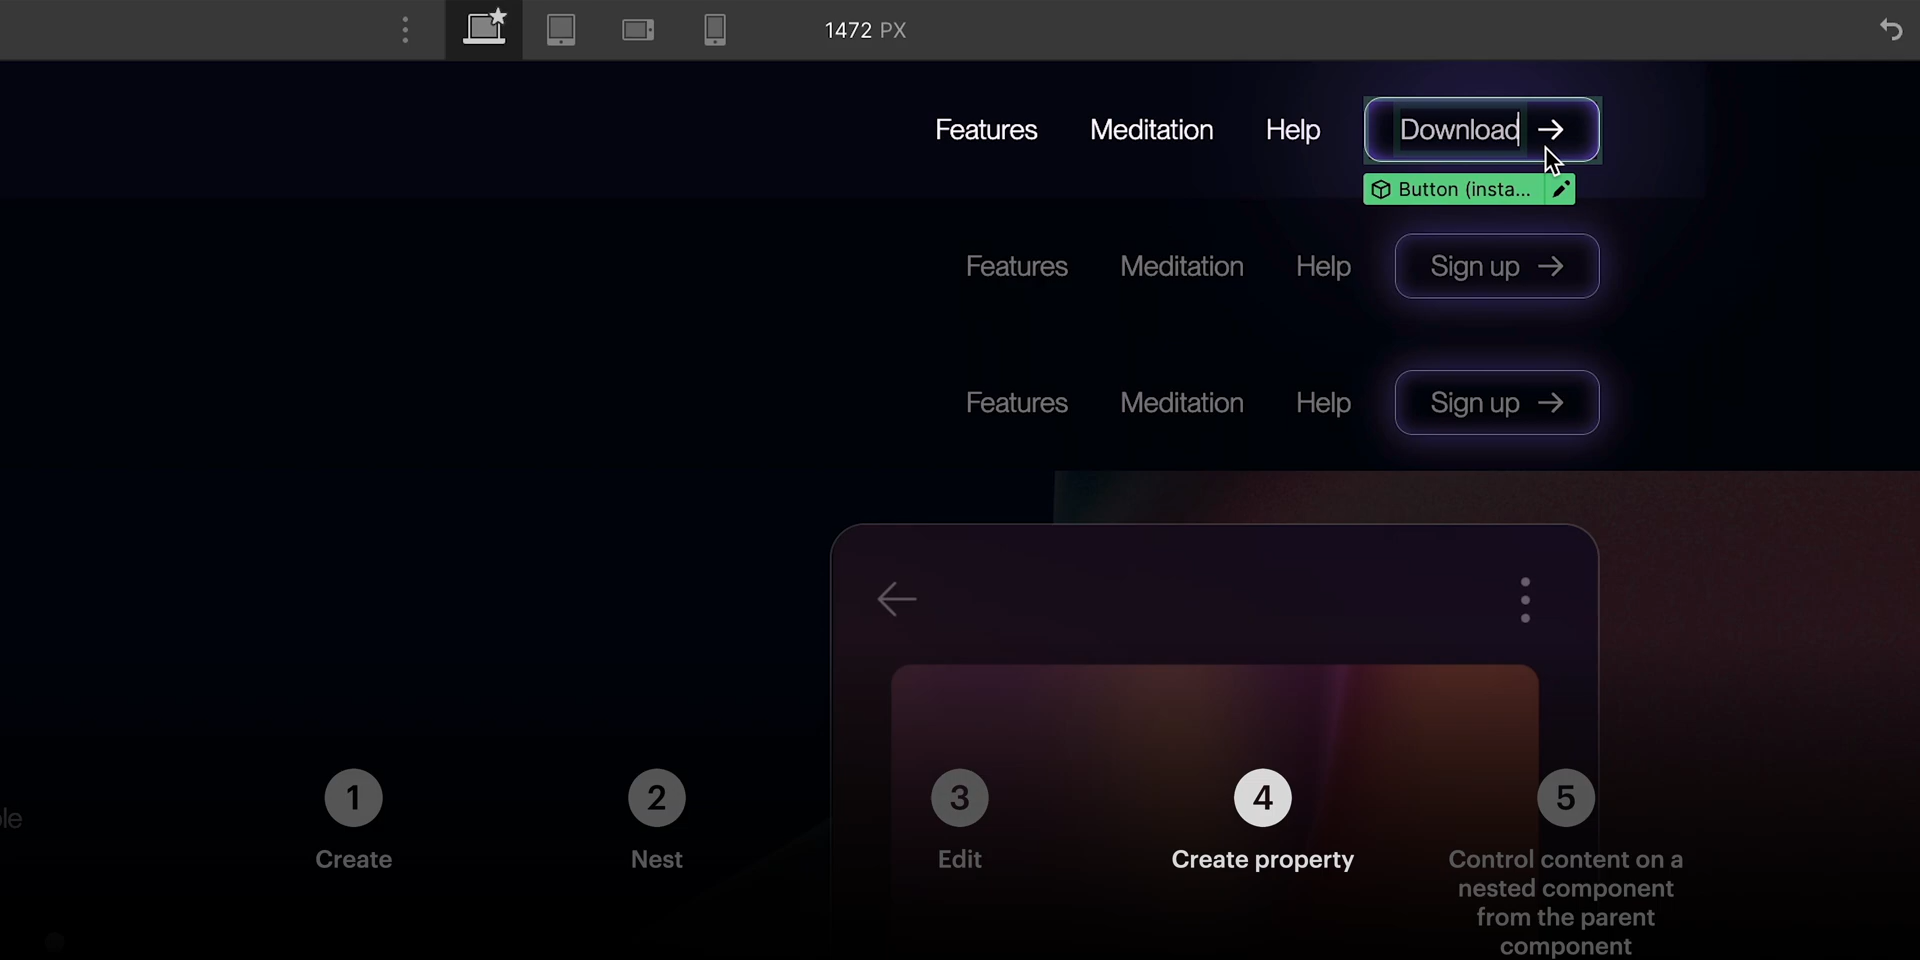 1472 PX
Features Meditation Help Download
Button (insta...
Features Meditation Help Sign up
Features Meditation Help Sign up
1 2 3 4 5
Create Nest Edit Create property Control content on a
nested component
from the parent
component